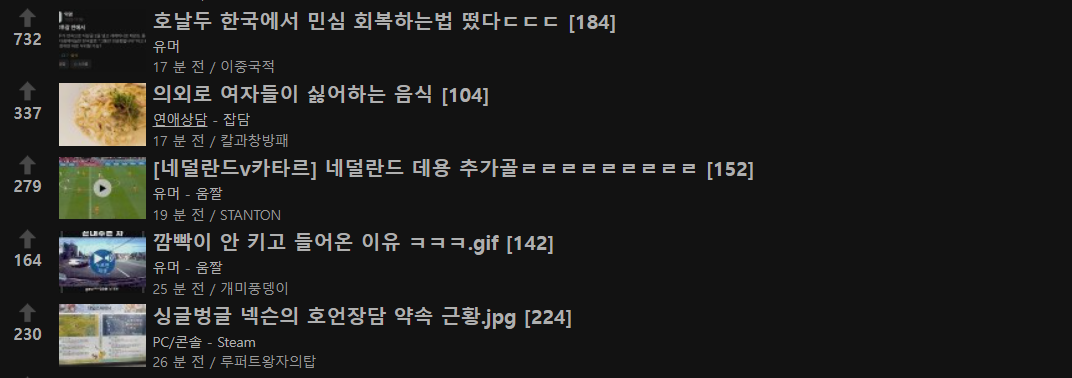 732
호날두 한국에서 민심 회복하는법 떴다ㄷㄷㄷ [184]
유머
17 분 전 / 이중국적
337
의외로 여자들이 싫어하는 음식 [104]
연애상담 - 잡담
17 분 전 / 칼과창방패
279
[네덜란드v카타르] 네덜란드 데용 추가골ㄹㄹㄹㄹㄹㄹㄹㄹㄹ [152]
유머 - 움짤
19 분 전 / STANTON
164
깜빡이 안 키고 들어온 이유 ㅋㅋㅋ.gif [142]
유머 - 움짤
25 분 전 / 개미풍뎅이
230
싱글벙글 넥슨의 호언장담 약속 근황.jpg [224]
PC/콘솔 - Steam
26 분 전 / 루퍼트왕자의탑